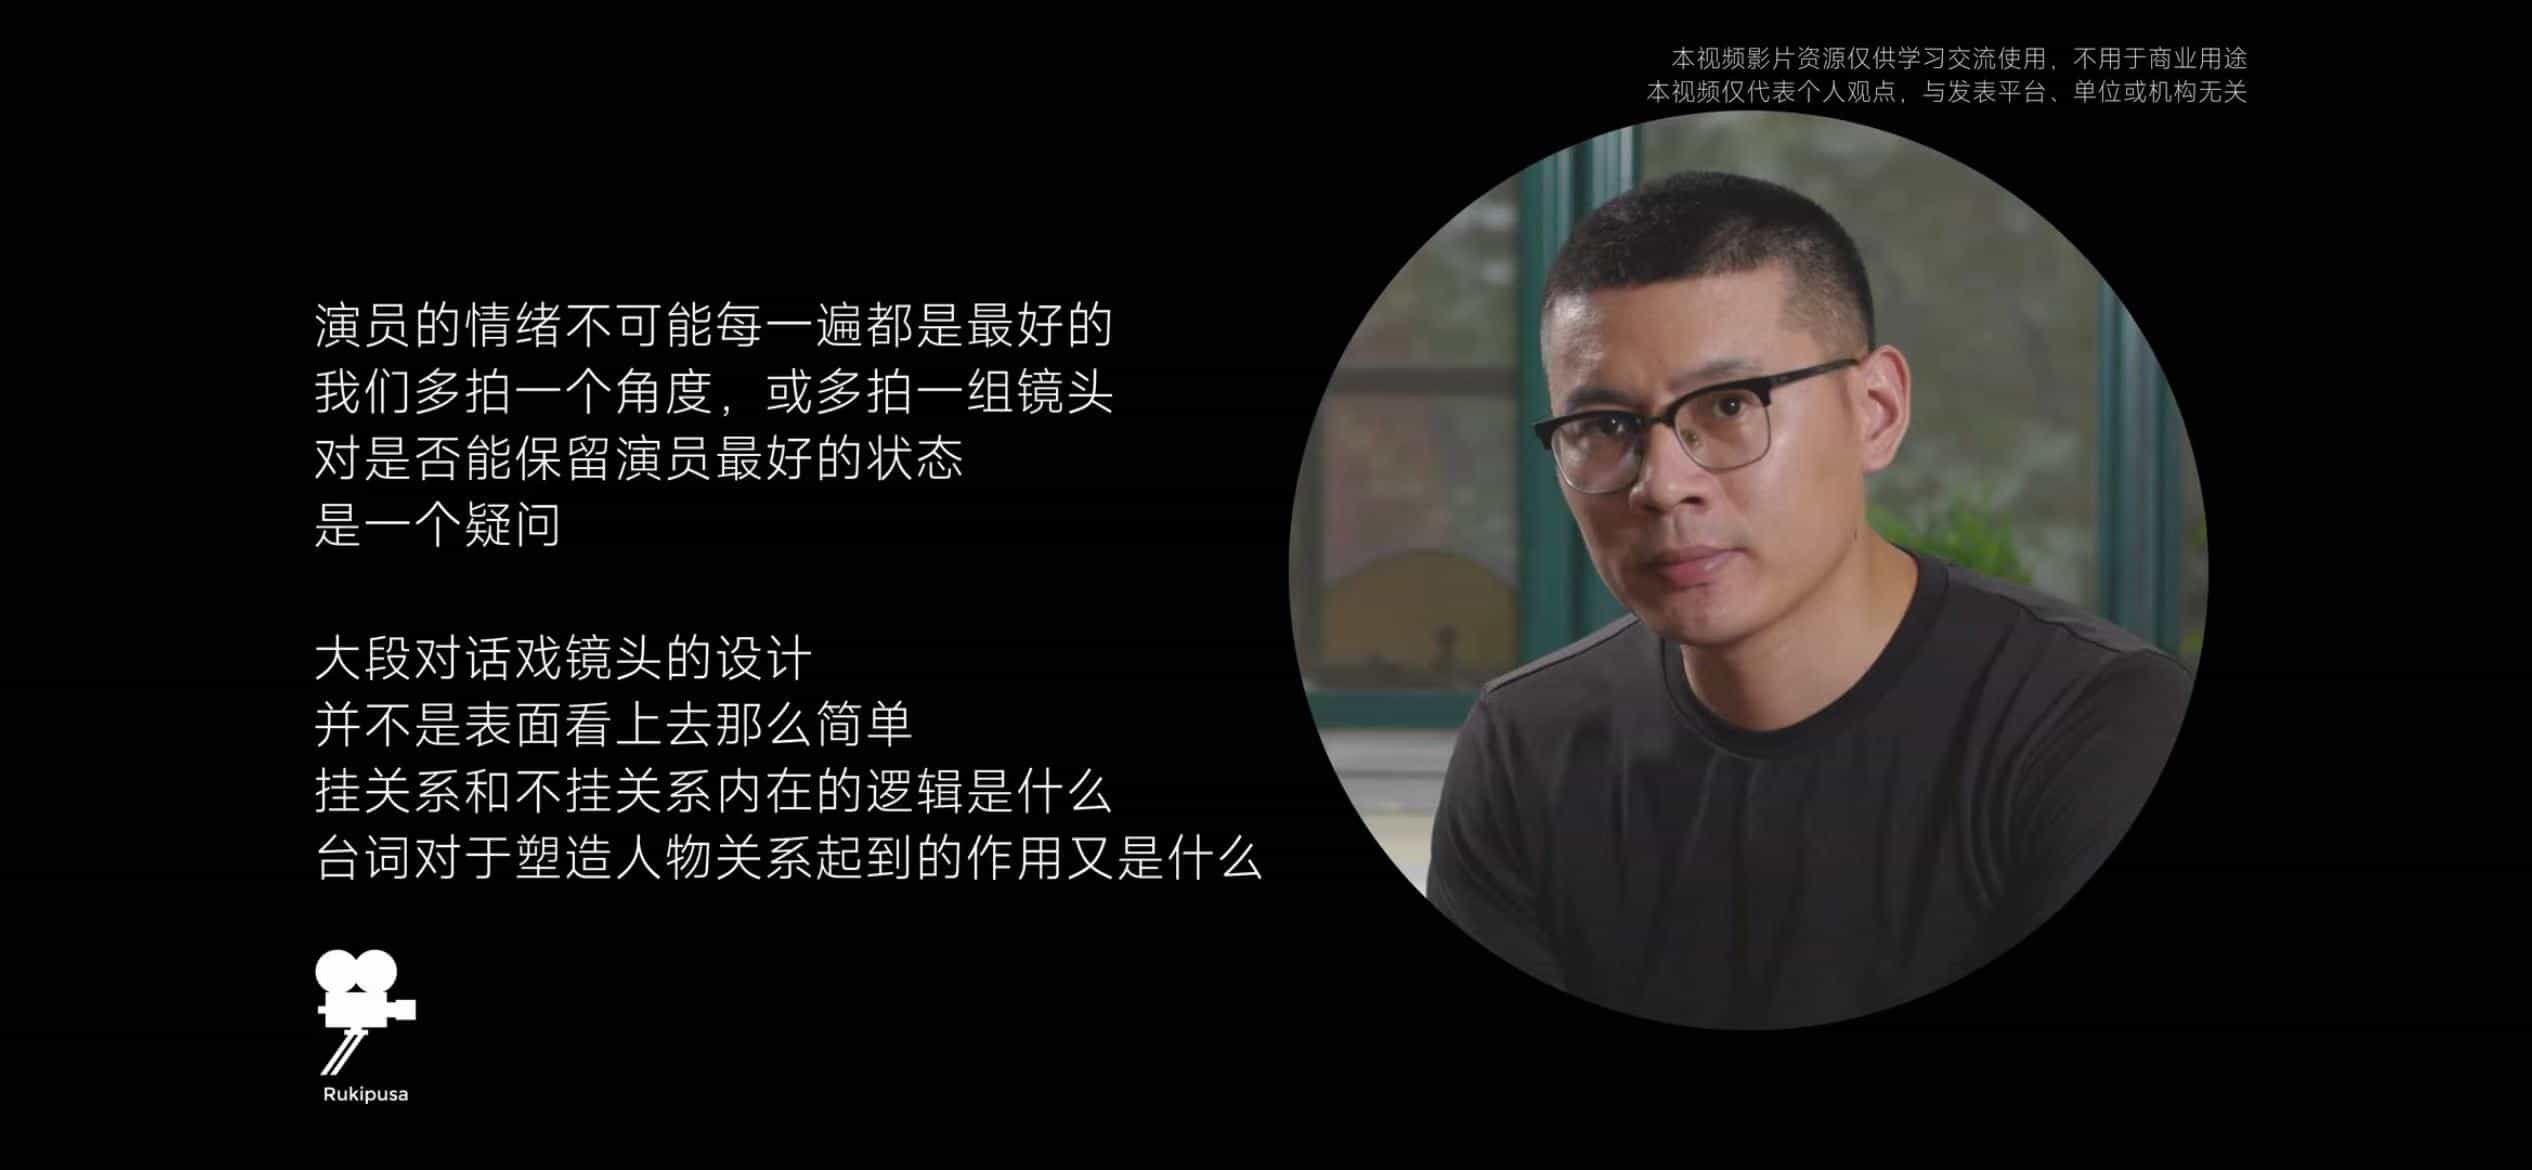 本视频影片资源仅供学习交流使用，不用于商业用途
本视频仅代表个人观点，与发表平台、单位或机构无关
演员的情绪不可能每一遍都是最好的
我们多拍一个角度，或多拍一组镜头
对是否能保留演员最好的状态
是一个疑问
大段对话戏镜头的设计
并不是表面看上去那么简单
挂关系和不挂关系内在的逻辑是什么
台词对于塑造人物关系起到的作用又是什么
Rukipusa